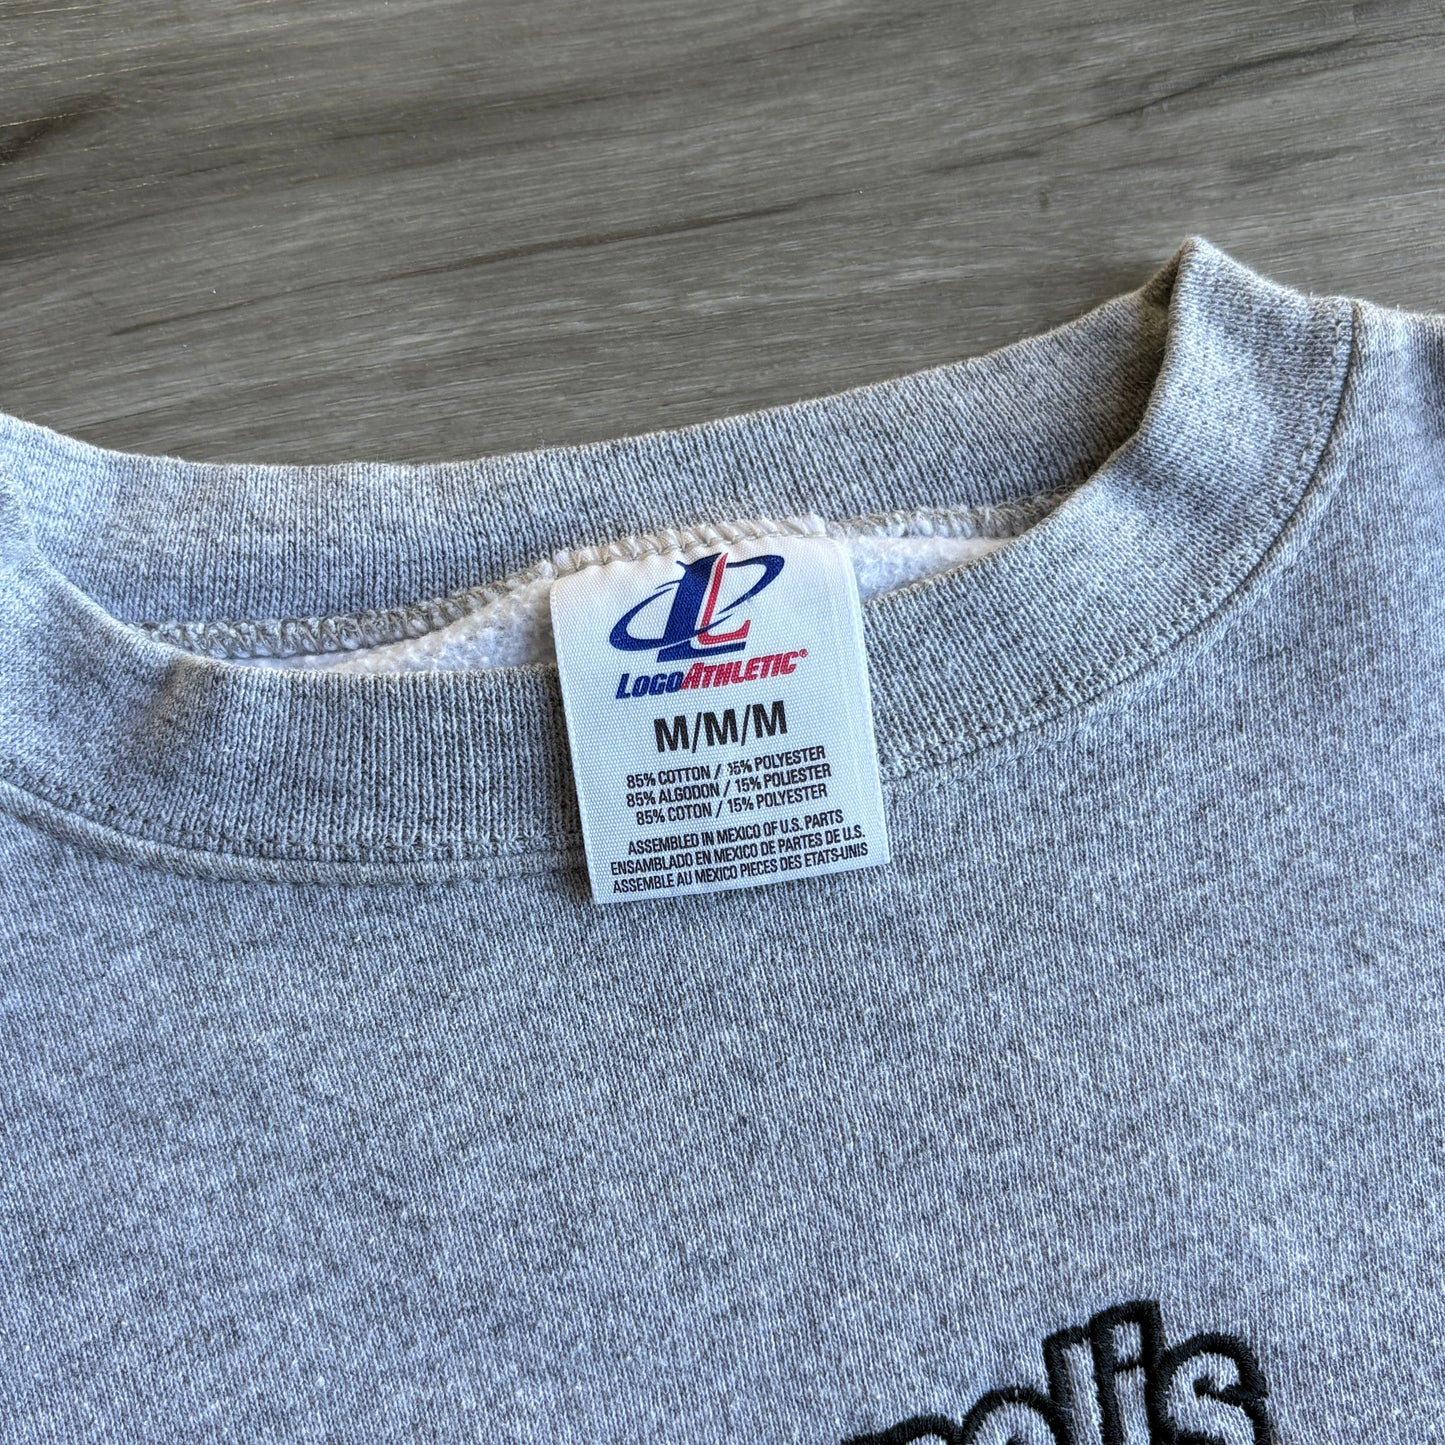 LOGOATHLETIC®
M/M/M
85% COTTON / 15% POLYESTER
85% ALGODON / 15% POLIESTER
85% COTON / 15% POLYESTER
ASSEMBLED IN MEXICO OF U.S. PARTS
ENSAMBLADO EN MEXICO DE PARTES DE U.S.
ASSEMBLE AU MEXICO PIECES DES ETATS-UNIS
polis